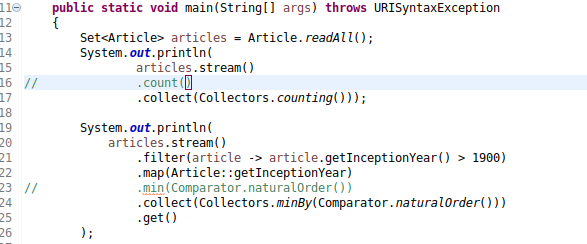 11 public static void main(String[] args) throws URISyntaxException
12 {
13 Set<Article> articles = Article.readAll();
14 System.out.println(
15 articles.stream()
16 // .count()
17 .collect(Collectors.counting()));
18
19 System.out.println(
20 articles.stream()
21 .filter(article -> article.getInceptionYear() > 1900)
22 .map(Article::getInceptionYear)
23 // .min(Comparator.naturalOrder())
24 .collect(Collectors.minBy(Comparator.naturalOrder()))
25 .get()
26 );